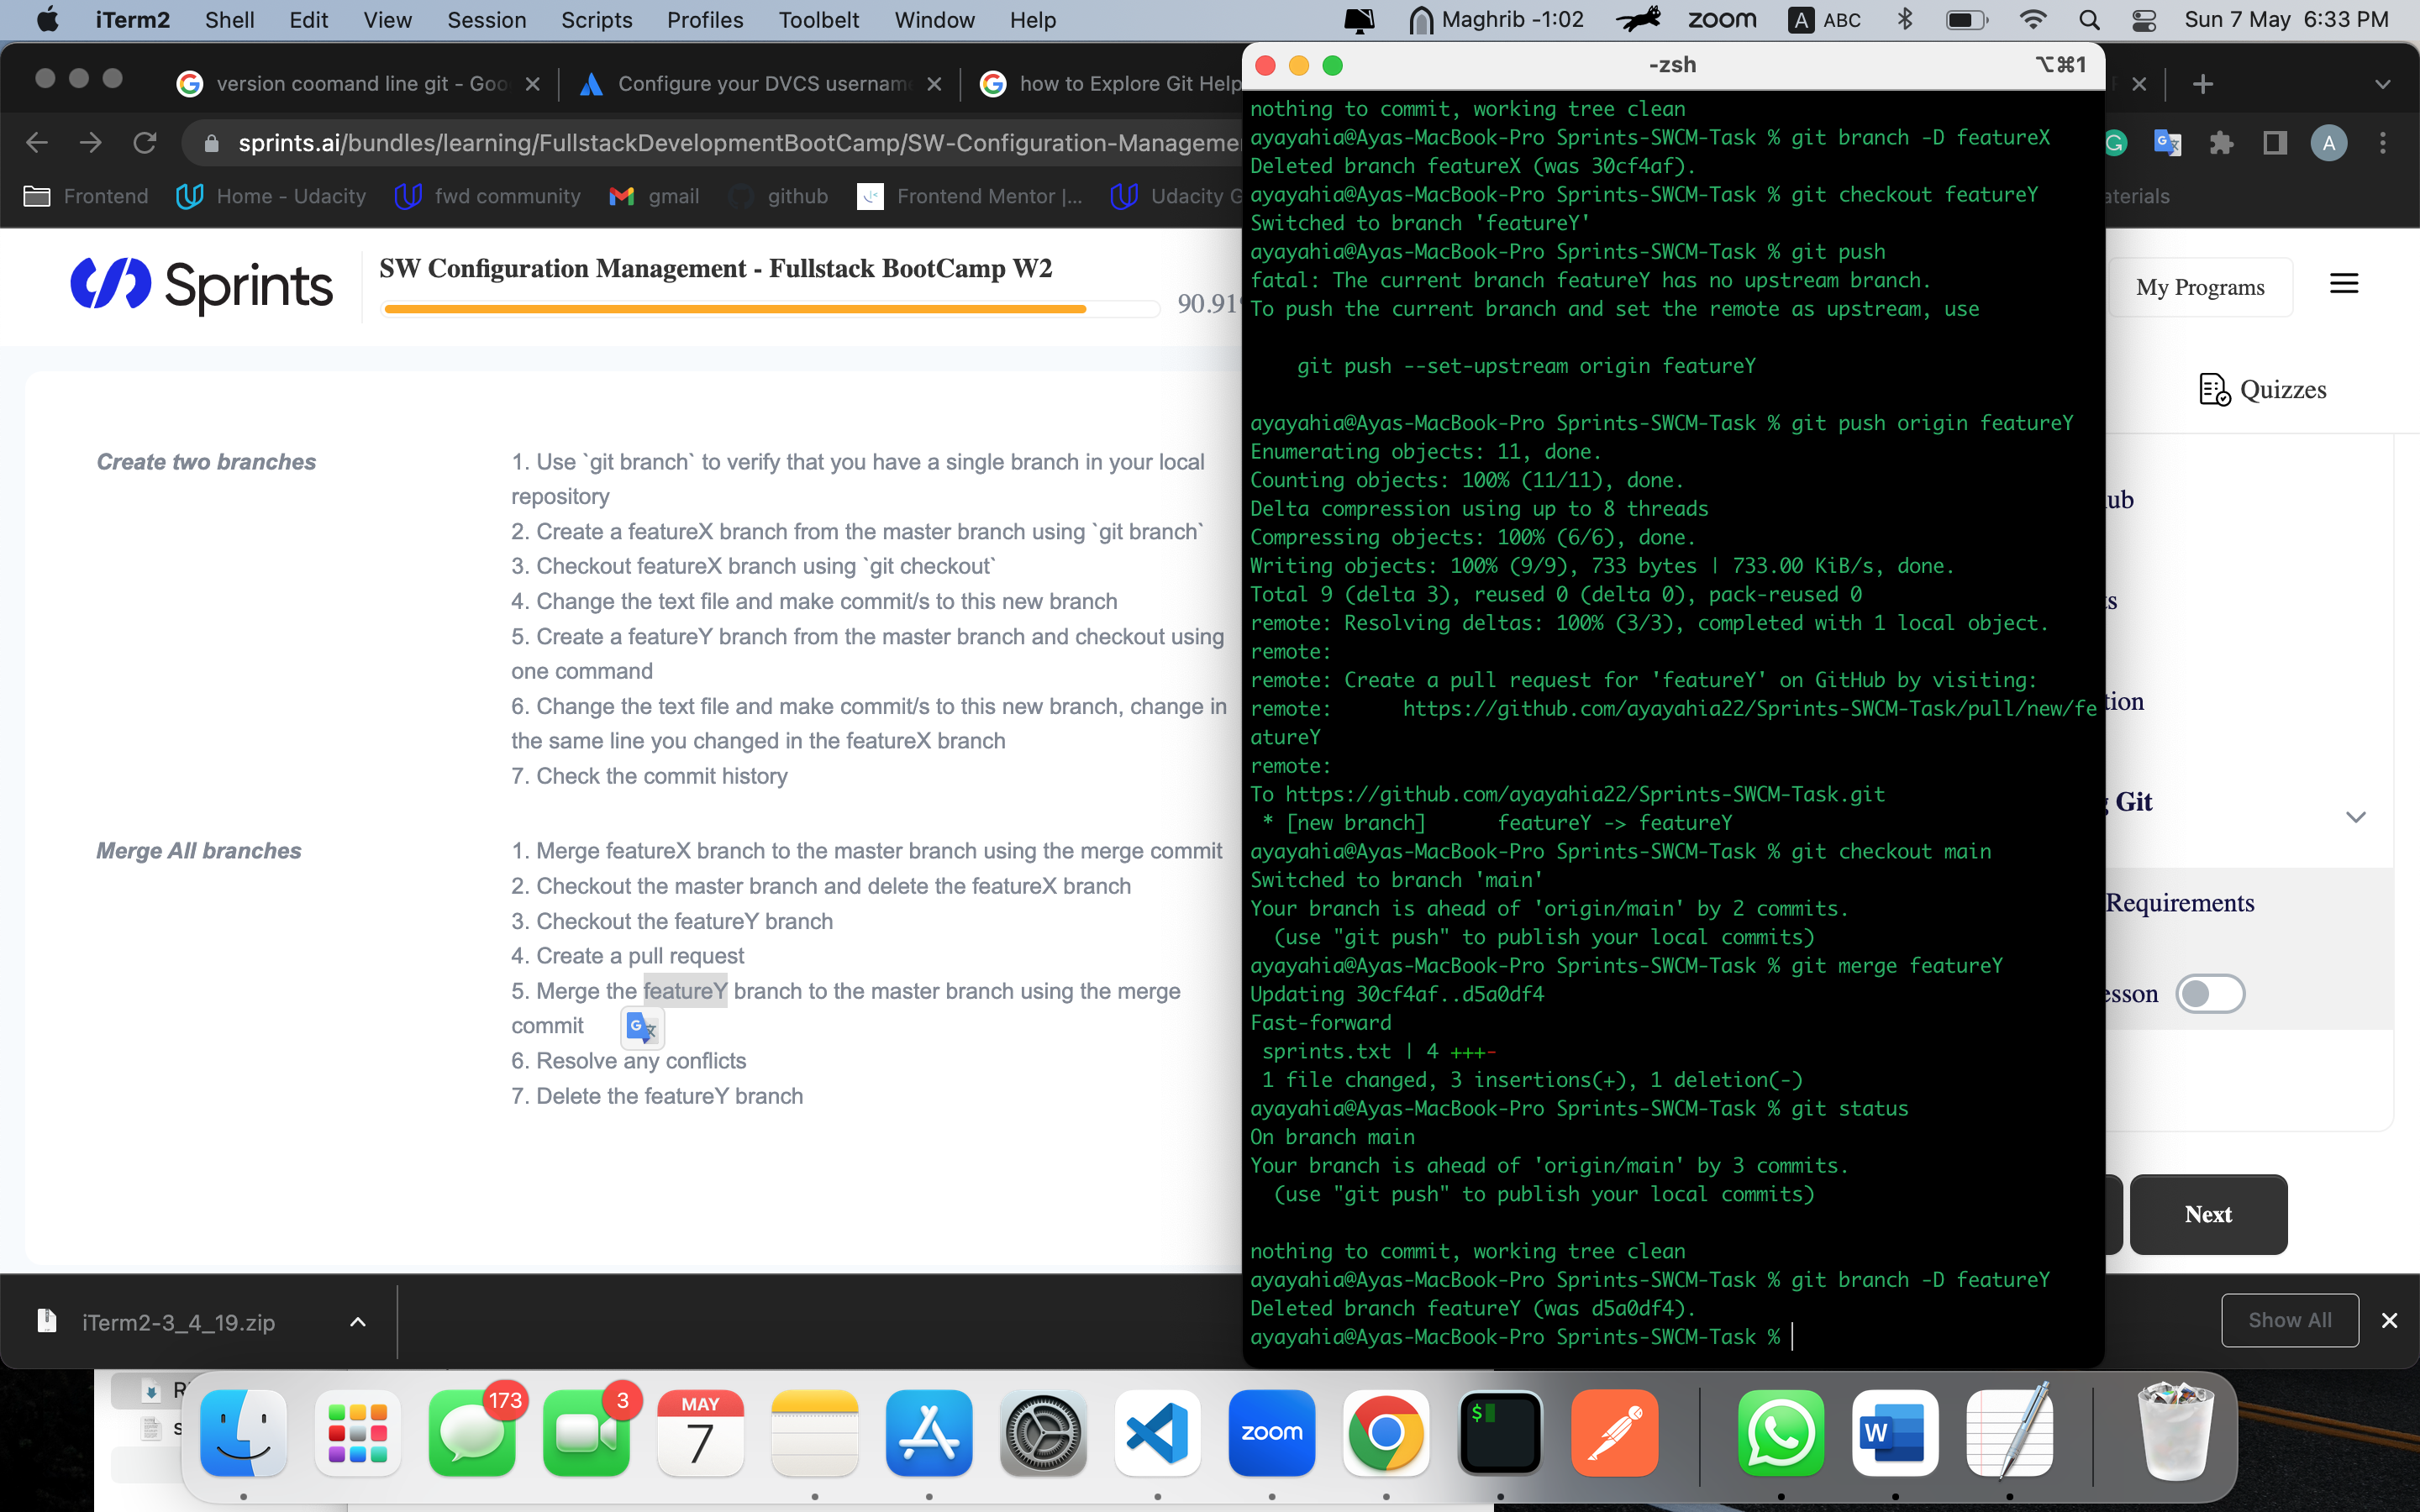 iTerm2 Shell Edit View Session Scripts Profiles Toolbelt Window Help Maghrib -1:02 zoom A ABC Sun 7 May 6:33 PM
version coomand line git - Goo Configure your DVCS usernam how to Explore Git Help
sprints.ai/bundles/learning/FullstackDevelopmentBootCamp/SW-Configuration-Manageme A
Frontend Home - Udacity fwd community gmail github Frontend Mentor |... Udacity G aterials
Sprints
SW Configuration Management - Fullstack BootCamp W2
90.91
My Programs
Quizzes
Create two branches
1. Use `git branch` to verify that you have a single branch in your local
repository
2. Create a featureX branch from the master branch using `git branch`
3. Checkout featureX branch using `git checkout`
4. Change the text file and make commit/s to this new branch
5. Create a featureY branch from the master branch and checkout using
one command
6. Change the text file and make commit/s to this new branch, change in
the same line you changed in the featureX branch
7. Check the commit history
Merge All branches
1. Merge featureX branch to the master branch using the merge commit
2. Checkout the master branch and delete the featureX branch
3. Checkout the featureY branch
4. Create a pull request
5. Merge the featureY branch to the master branch using the merge
commit
6. Resolve any conflicts
7. Delete the featureY branch
-zsh ⌥⌘1
nothing to commit, working tree clean
ayayahia@Ayas-MacBook-Pro Sprints-SWCM-Task % git branch -D featureX
Deleted branch featureX (was 30cf4af).
ayayahia@Ayas-MacBook-Pro Sprints-SWCM-Task % git checkout featureY
Switched to branch 'featureY'
ayayahia@Ayas-MacBook-Pro Sprints-SWCM-Task % git push
fatal: The current branch featureY has no upstream branch.
To push the current branch and set the remote as upstream, use
git push --set-upstream origin featureY
ayayahia@Ayas-MacBook-Pro Sprints-SWCM-Task % git push origin featureY
Enumerating objects: 11, done.
Counting objects: 100% (11/11), done.
Delta compression using up to 8 threads
Compressing objects: 100% (6/6), done.
Writing objects: 100% (9/9), 733 bytes | 733.00 KiB/s, done.
Total 9 (delta 3), reused 0 (delta 0), pack-reused 0
remote: Resolving deltas: 100% (3/3), completed with 1 local object.
remote:
remote: Create a pull request for 'featureY' on GitHub by visiting:
remote: https://github.com/ayayahia22/Sprints-SWCM-Task/pull/new/fe
atureY
remote:
To https://github.com/ayayahia22/Sprints-SWCM-Task.git
* [new branch] featureY -> featureY
ayayahia@Ayas-MacBook-Pro Sprints-SWCM-Task % git checkout main
Switched to branch 'main'
Your branch is ahead of 'origin/main' by 2 commits.
(use "git push" to publish your local commits)
ayayahia@Ayas-MacBook-Pro Sprints-SWCM-Task % git merge featureY
Updating 30cf4af..d5a0df4
Fast-forward
sprints.txt | 4 +++-
1 file changed, 3 insertions(+), 1 deletion(-)
ayayahia@Ayas-MacBook-Pro Sprints-SWCM-Task % git status
On branch main
Your branch is ahead of 'origin/main' by 3 commits.
(use "git push" to publish your local commits)
nothing to commit, working tree clean
ayayahia@Ayas-MacBook-Pro Sprints-SWCM-Task % git branch -D featureY
Deleted branch featureY (was d5a0df4).
ayayahia@Ayas-MacBook-Pro Sprints-SWCM-Task %
ub
s
tion
Git
Requirements
esson
Next
iTerm2-3_4_19.zip
Show All
173
3
MAY
7
zoom
$
W